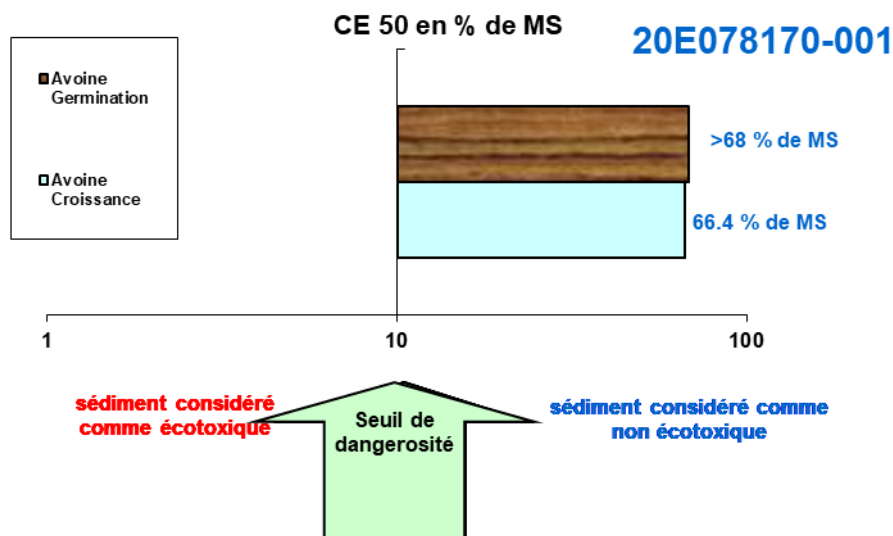 CE 50 en % de MS
20E078170-001
Avoine
Germination
Avoine
Croissance
>68 % de MS
66.4 % de MS
1
10
100
sédiment considéré
comme écotoxique
Seuil de
dangerosité
sédiment considéré comme
non écotoxique